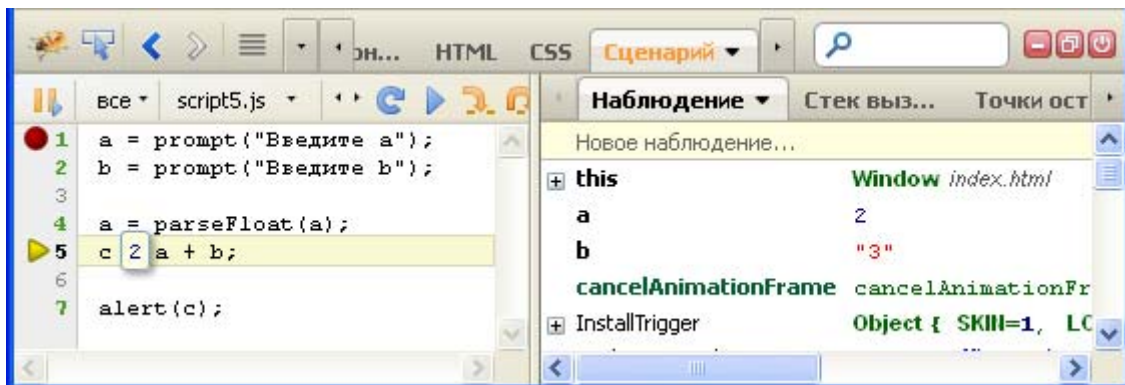 он... HTML CSS Сценарий
все script5.js
Наблюдение Стек выз... Точки ост
1 a = prompt("Введите a");
2 b = prompt("Введите b");
3
4 a = parseFloat(a);
5 c 2 a + b;
6
7 alert(c);
Новое наблюдение...
this Window index.html
a 2
b "3"
cancelAnimationFrame cancelAnimationFr
InstallTrigger Object { SKIN=1, LO